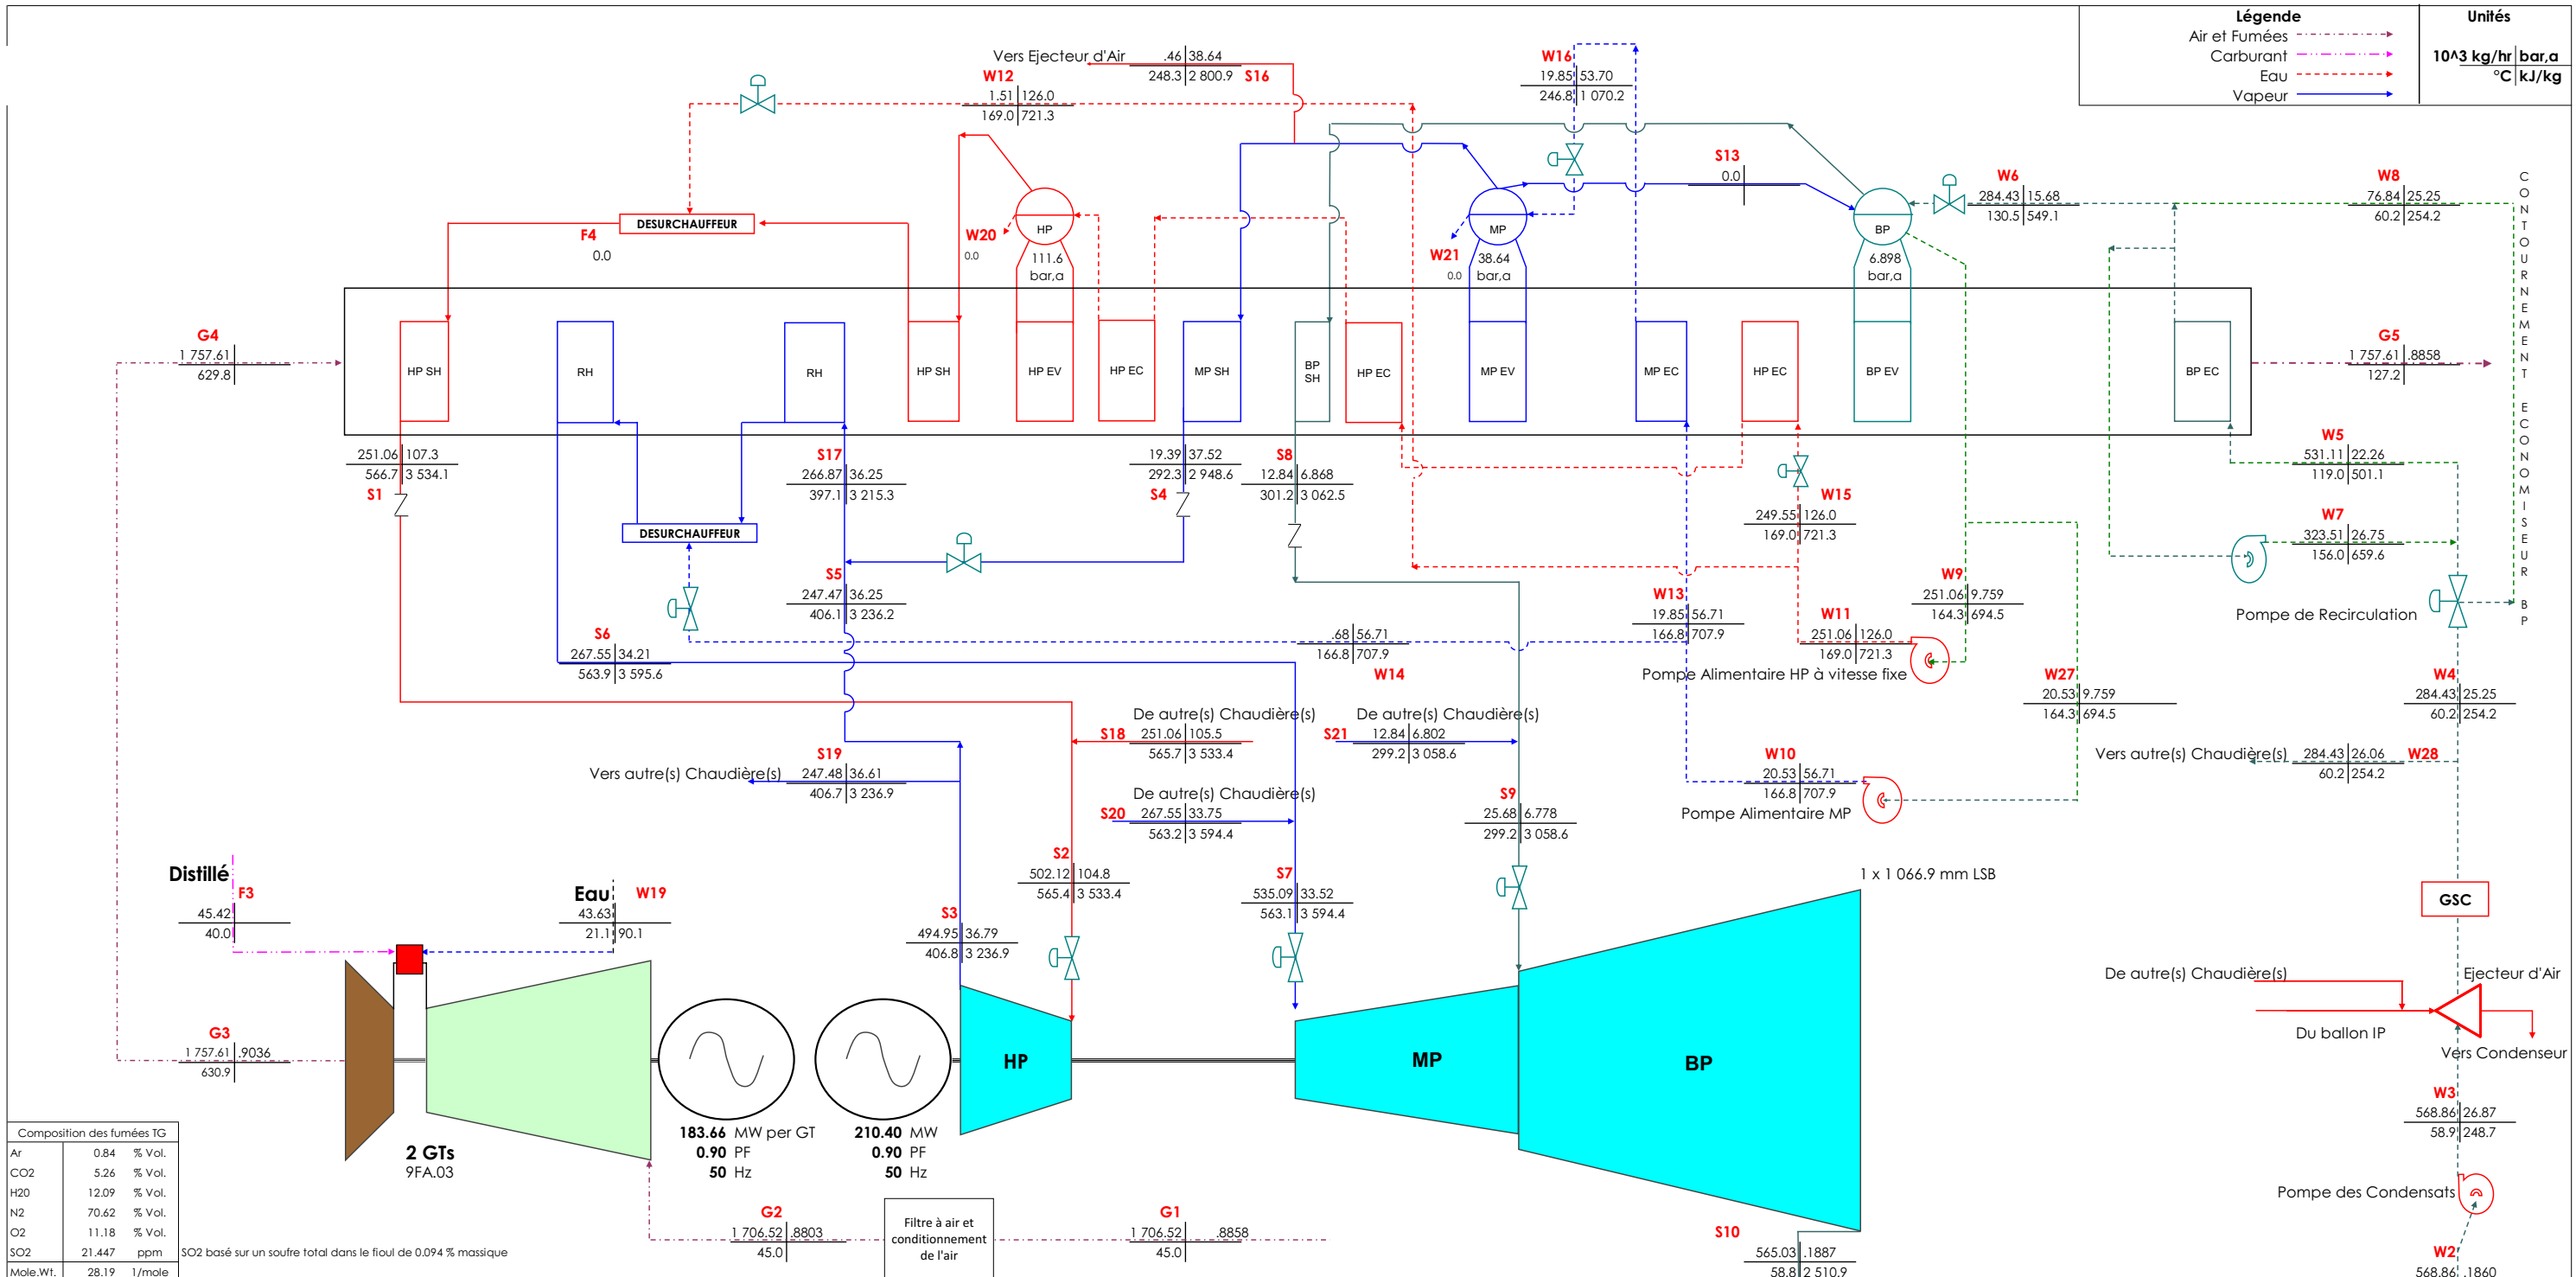 Légende
Unités
Air et Fumées
Carburant
Eau
Vapeur
10^3 kg/hr bar,a
°C kJ/kg
Vers Ejecteur d'Air
.46 38.64
248.3 2 800.9
S16
W12
1.51 126.0
169.0 721.3
W16
19.85 53.70
246.8 1 070.2
S13
0.0
W6
284.43 15.68
130.5 549.1
W8
76.84 25.25
60.2 254.2
CONTOURNEMENT ECONOMISEUR BP
DESURCHAUFFEUR
F4
0.0
W20
0.0
HP
111.6
bar,a
W21
0.0
MP
38.64
bar,a
BP
6.898
bar,a
G4
1 757.61
629.8
HP SH
RH
RH
HP SH
HP EV
HP EC
MP SH
BP
SH
HP EC
MP EV
MP EC
HP EC
BP EV
BP EC
G5
1 757.61 .8858
127.2
251.06 107.3
566.7 3 534.1
S1
S17
266.87 36.25
397.1 3 215.3
19.39 37.52
292.3 2 948.6
S4
S8
12.84 6.868
301.2 3 062.5
W15
249.55 126.0
169.0 721.3
W5
531.11 22.26
119.0 501.1
W7
323.51 26.75
156.0 659.6
Pompe de Recirculation
DESURCHAUFFEUR
S5
247.47 36.25
406.1 3 236.2
W13
19.85 56.71
166.8 707.9
W9
251.06 9.759
164.3 694.5
S6
267.55 34.21
563.9 3 595.6
.68 56.71
166.8 707.9
W14
W11
251.06 126.0
169.0 721.3
Pompe Alimentaire HP à vitesse fixe
W27
20.53 9.759
164.3 694.5
W4
284.43 25.25
60.2 254.2
De autre(s) Chaudière(s)
S18
251.06 105.5
565.7 3 533.4
De autre(s) Chaudière(s)
S21
12.84 6.802
299.2 3 058.6
Vers autre(s) Chaudière(s)
S19
247.48 36.61
406.7 3 236.9
W10
20.53 56.71
166.8 707.9
Pompe Alimentaire MP
Vers autre(s) Chaudière(s)
284.43 26.06
60.2 254.2
W28
De autre(s) Chaudière(s)
S20
267.55 33.75
563.2 3 594.4
S9
25.68 6.778
299.2 3 058.6
S2
502.12 104.8
565.4 3 533.4
S7
535.09 33.52
563.1 3 594.4
1 x 1 066.9 mm LSB
Distillé
F3
45.42
40.0
Eau
W19
43.63
21.1 90.1
S3
494.95 36.79
406.8 3 236.9
GSC
De autre(s) Chaudière(s)
Ejecteur d'Air
Du ballon IP
Vers Condenseur
G3
1 757.61 .9036
630.9
HP
MP
BP
W3
568.86 26.87
58.9 248.7
2 GTs
9FA.03
183.66 MW per GT
0.90 PF
50 Hz
210.40 MW
0.90 PF
50 Hz
Pompe des Condensats
Composition des fumées TG
Ar 0.84 % Vol.
CO2 5.26 % Vol.
H20 12.09 % Vol.
N2 70.62 % Vol.
O2 11.18 % Vol.
SO2 21.447 ppm
Mole.Wt. 28.19 1/mole
SO2 basé sur un soufre total dans le fioul de 0.094 % massique
G2
1 706.52 .8803
45.0
Filtre à air et
conditionnement
de l'air
G1
1 706.52 .8858
45.0
S10
565.03 .1887
58.8 2 510.9
W2
568.86 .1860